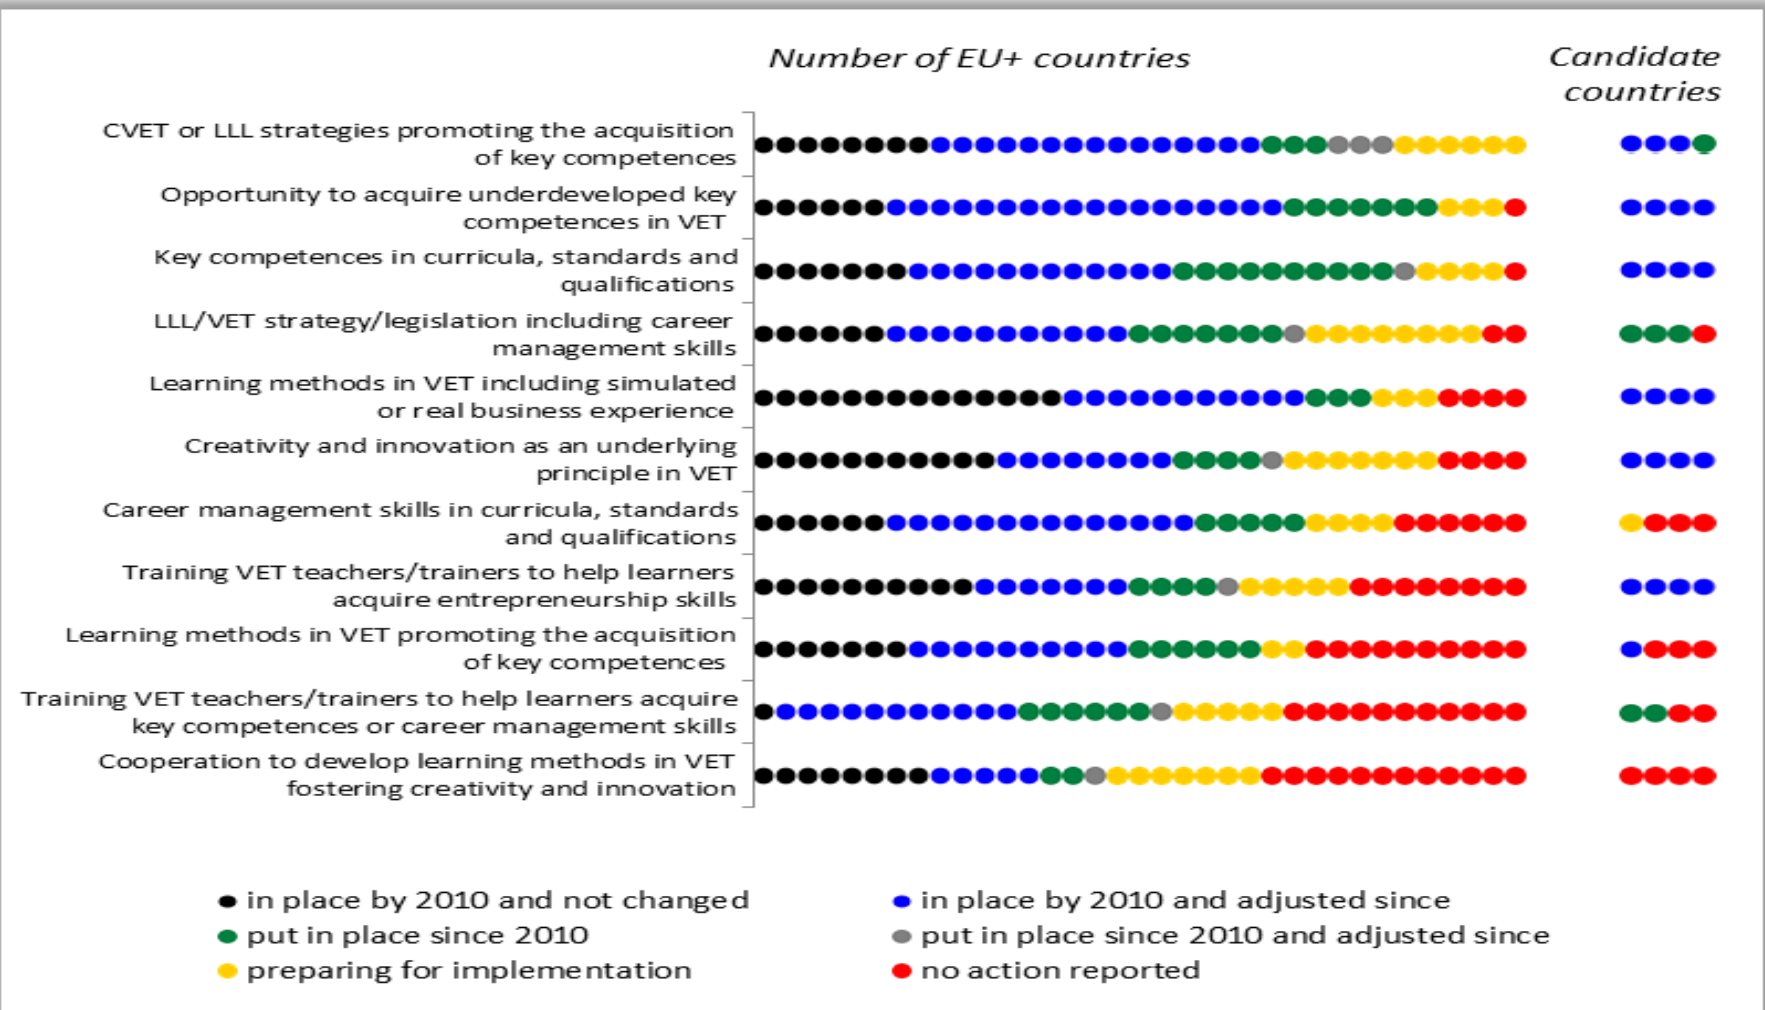 Number of EU+ countries
Candidate
countries
CVET or LLL strategies promoting the acquisition
of key competences
Opportunity to acquire underdeveloped key
competences in VET
Key competences in curricula, standards and
qualifications
LLL/VET strategy/legislation including career
management skills
Learning methods in VET including simulated
or real business experience
Creativity and innovation as an underlying
principle in VET
Career management skills in curricula, standards
and qualifications
Training VET teachers/trainers to help learners
acquire entrepreneurship skills
Learning methods in VET promoting the acquisition
of key competences
Training VET teachers/trainers to help learners acquire
key competences or career management skills
Cooperation to develop learning methods in VET
fostering creativity and innovation
in place by 2010 and not changed
in place by 2010 and adjusted since
put in place since 2010
put in place since 2010 and adjusted since
preparing for implementation
no action reported